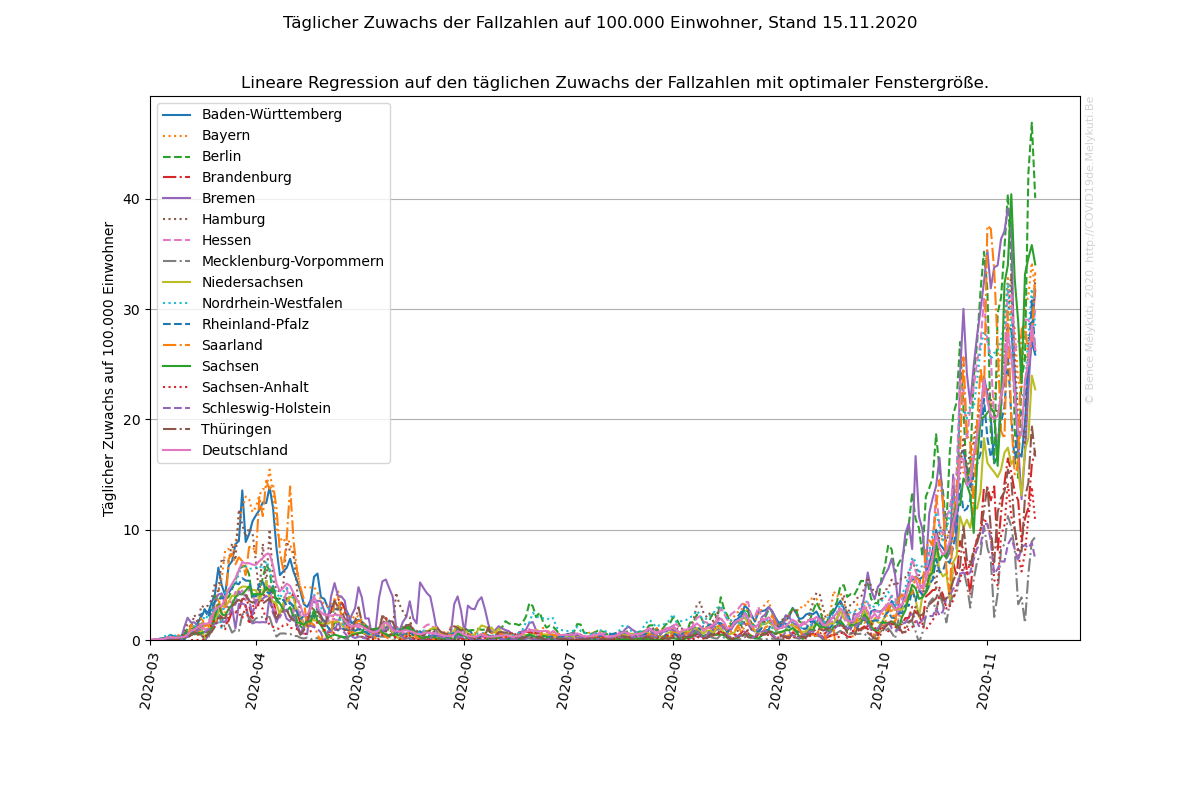 Täglicher Zuwachs der Fallzahlen auf 100.000 Einwohner, Stand 15.11.2020
Lineare Regression auf den täglichen Zuwachs der Fallzahlen mit optimaler Fenstergröße.
Täglicher Zuwachs auf 100.000 Einwohner
40
30
20
10
0
Baden-Württemberg
Bayern
Berlin
Brandenburg
Bremen
Hamburg
Hessen
Mecklenburg-Vorpommern
Niedersachsen
Nordrhein-Westfalen
Rheinland-Pfalz
Saarland
Sachsen
Sachsen-Anhalt
Schleswig-Holstein
Thüringen
Deutschland
2020-03
2020-04
2020-05
2020-06
2020-07
2020-08
2020-09
2020-10
2020-11
© Bence Mélykúti, 2020. http://COVID19de.Melykuti.Be